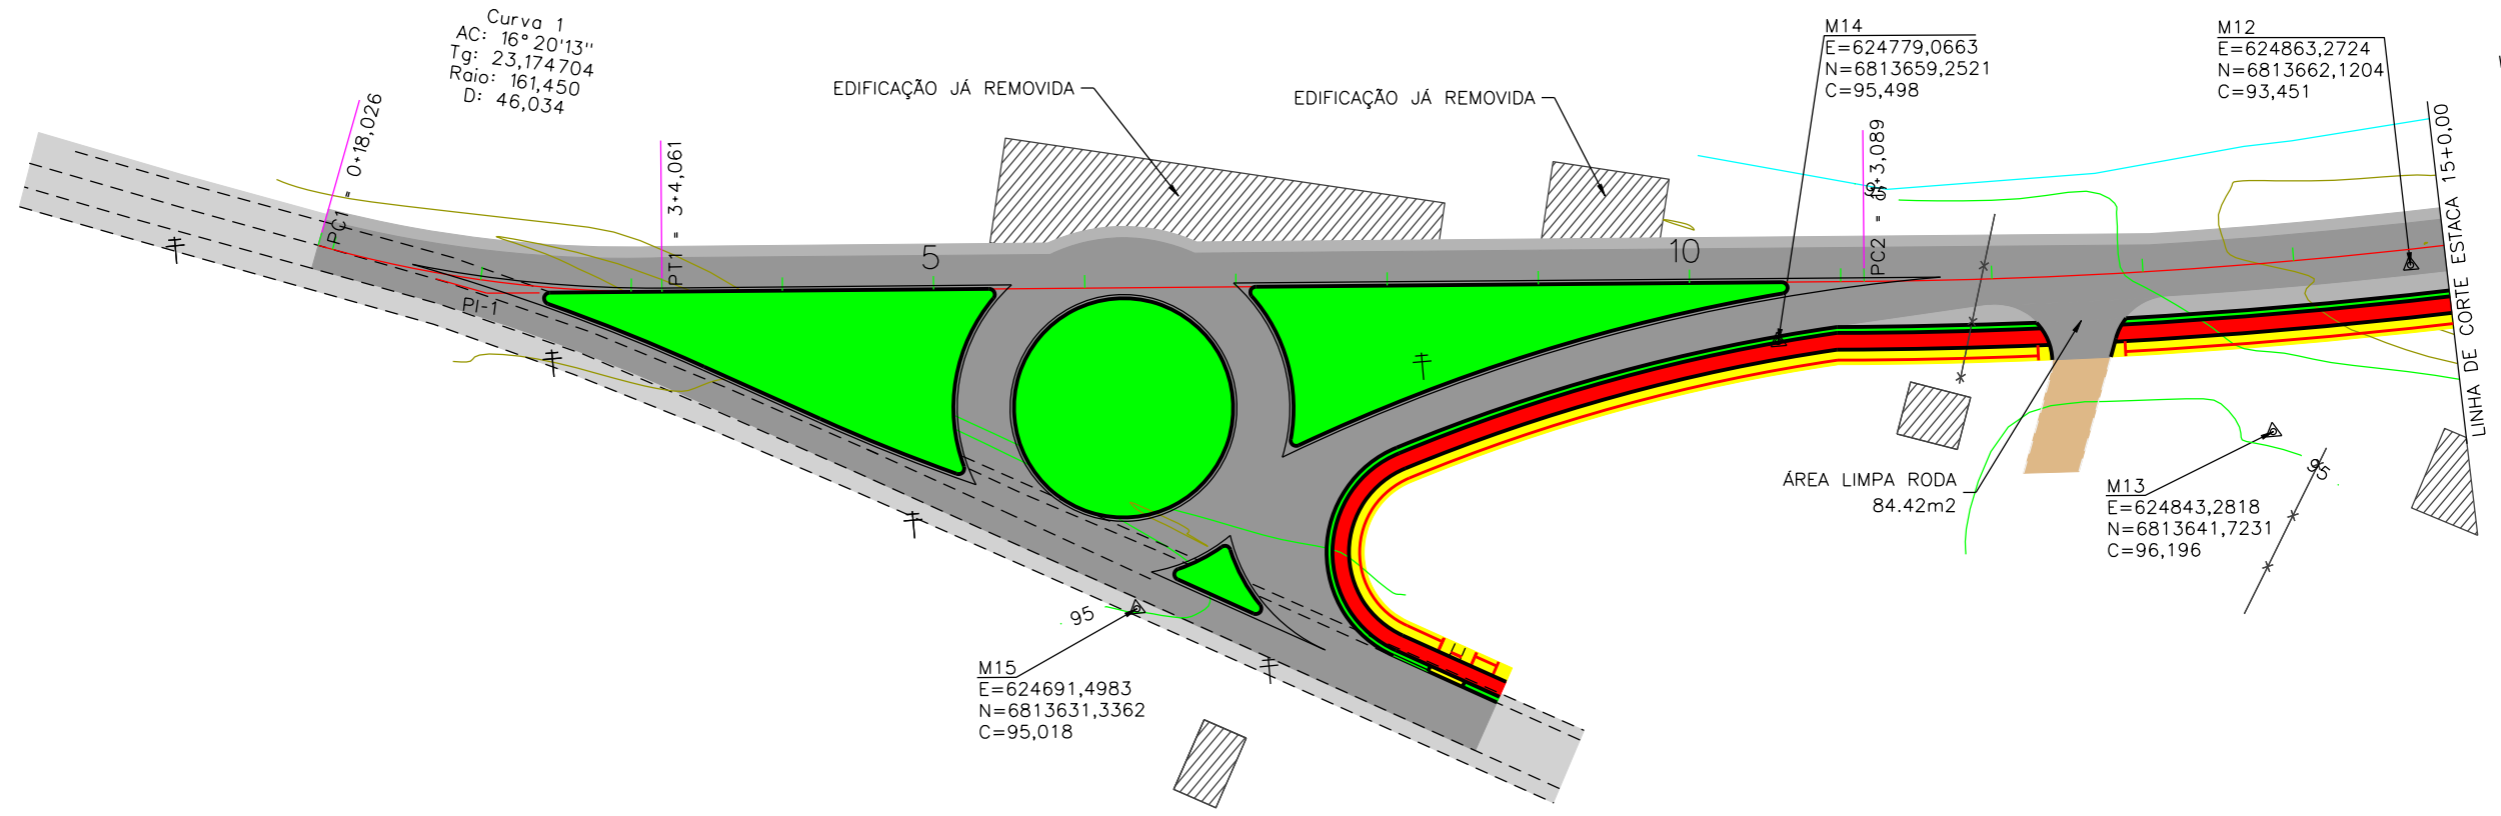 Curva 1
AC: 16° 20'13''
Tg: 23,174704
Raio: 161,450
D: 46,034
PC1 = 0+18,026
PI-1
PT1 = 3+4,061
EDIFICAÇÃO JÁ REMOVIDA
EDIFICAÇÃO JÁ REMOVIDA
5
10
M14
E=624779,0663
N=6813659,2521
C=95,498
PC2 =
+3,089
M12
E=624863,2724
N=6813662,1204
C=93,451
LINHA DE CORTE ESTACA 15+0,00
ÁREA LIMPA RODA
84.42m2
M13
E=624843,2818
N=6813641,7231
C=96,196
95
95
M15
E=624691,4983
N=6813631,3362
C=95,018